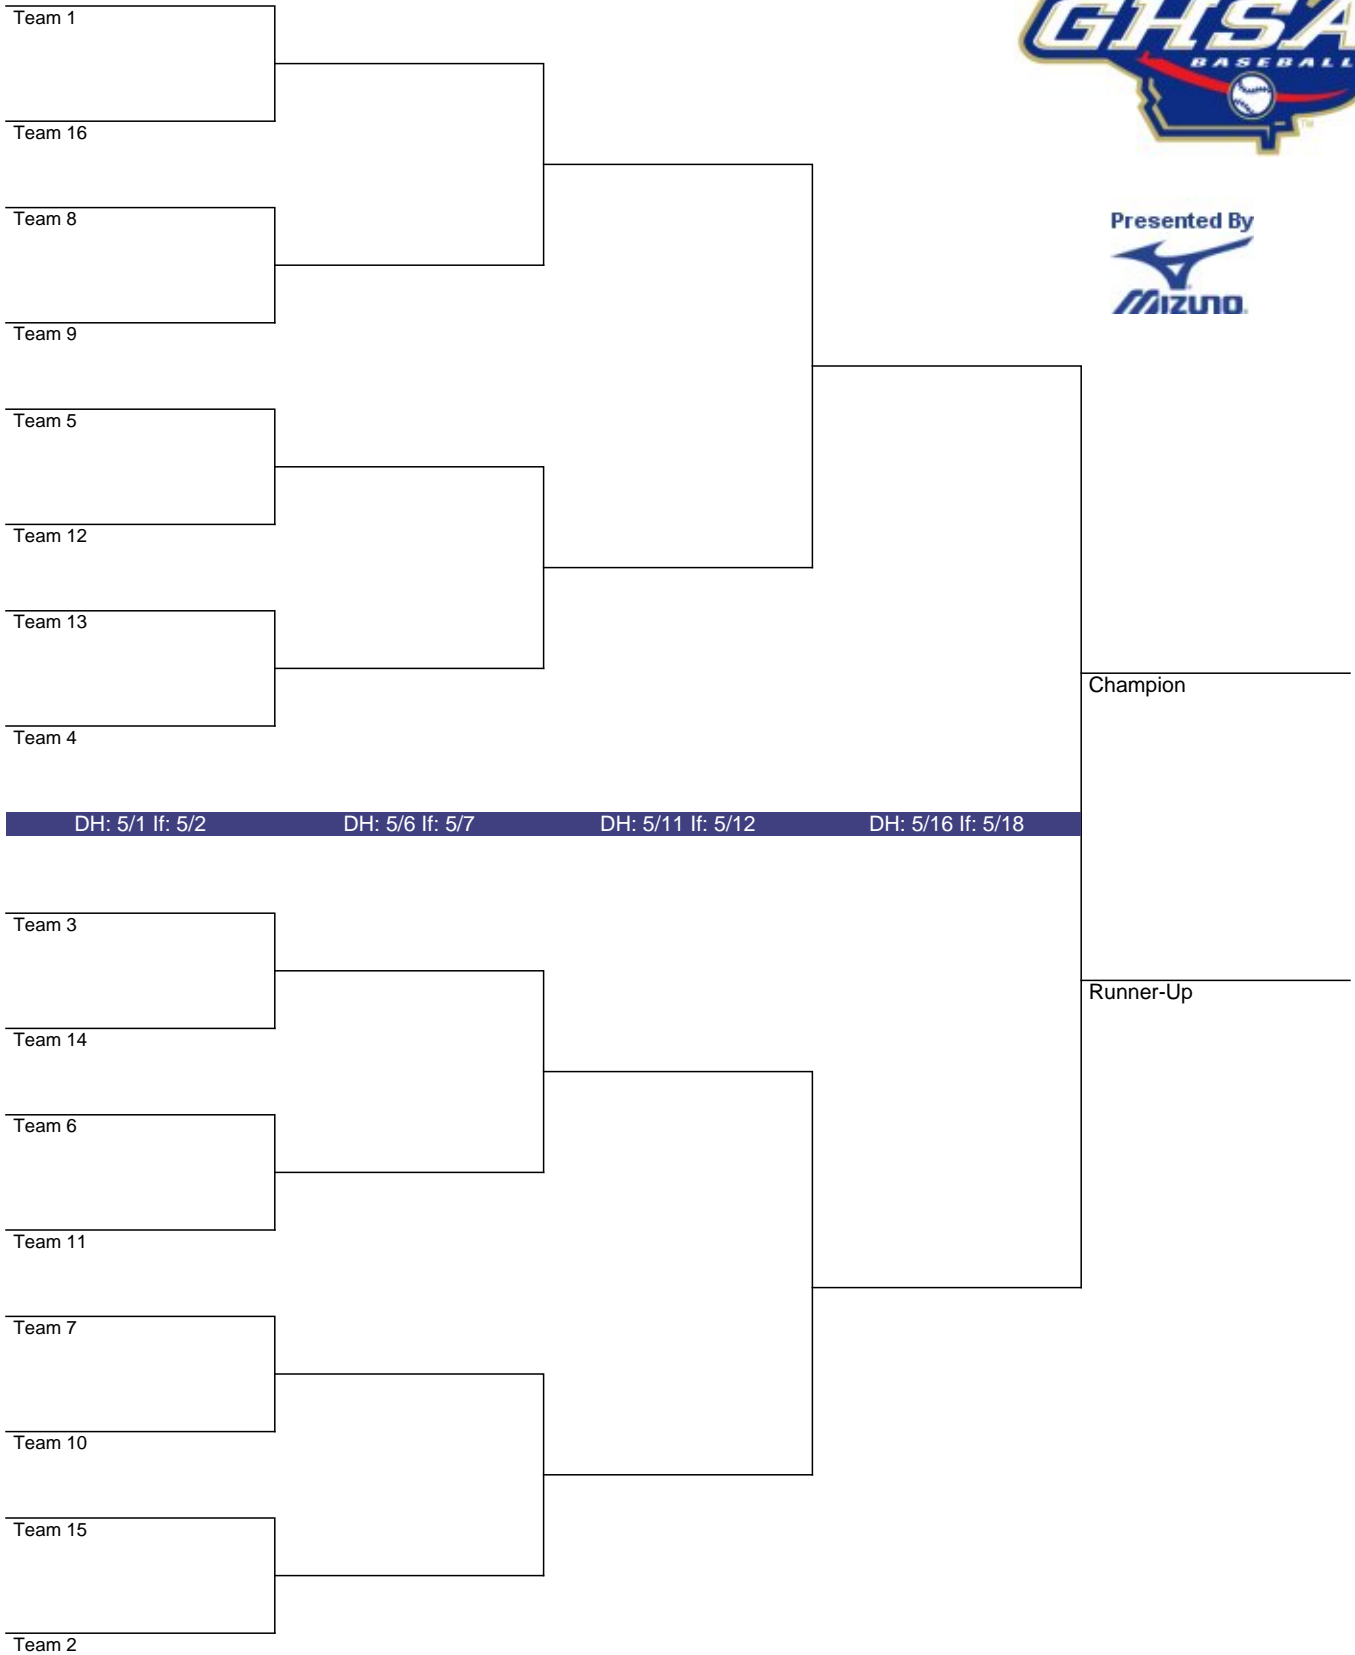 Team 1
GHSA
BASEBALL
TM
Team 16
Team 8
Presented By
MIZUNO
Team 9
Team 5
Team 12
Team 13
Champion
Team 4
DH: 5/1 If: 5/2 DH: 5/6 If: 5/7 DH: 5/11 If: 5/12 DH: 5/16 If: 5/18
Team 3
Runner-Up
Team 14
Team 6
Team 11
Team 7
Team 10
Team 15
Team 2